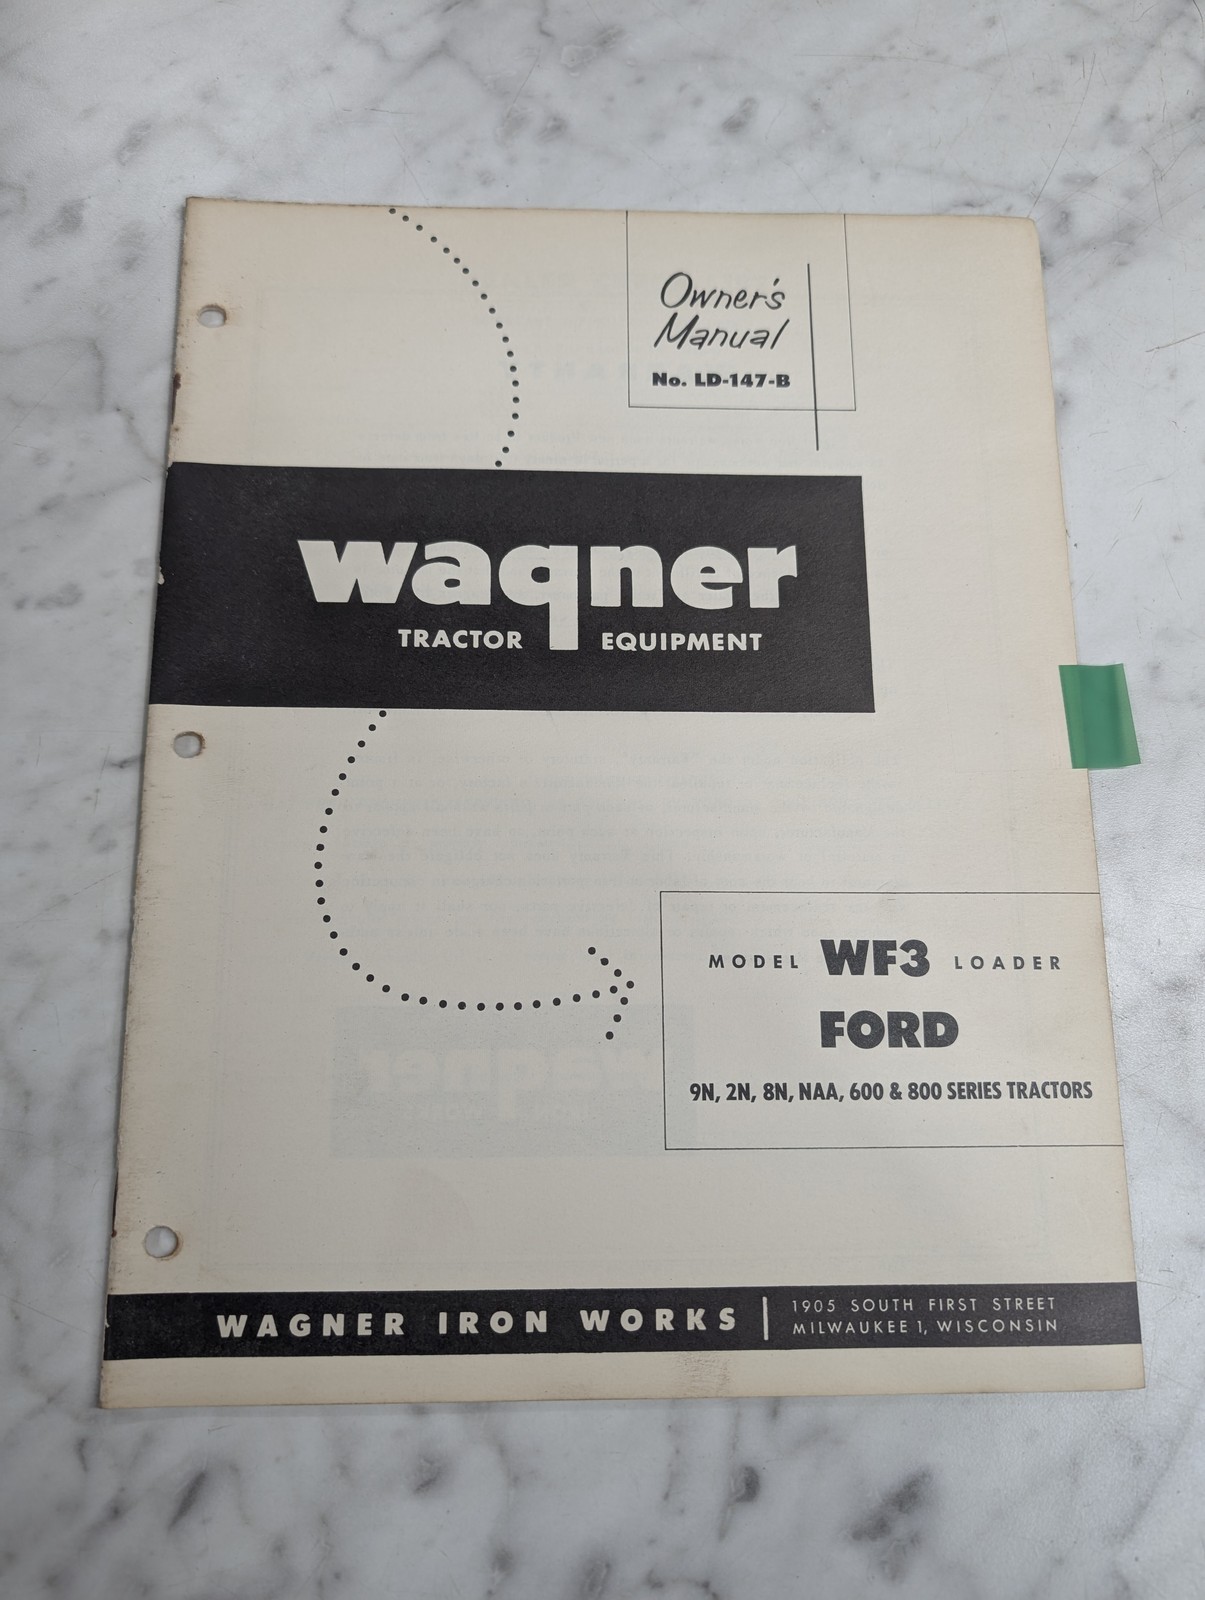 Owner's
Manual
No. LD-147-B
wagner
TRACTOR EQUIPMENT
MODEL WF3 LOADER
FORD
9N, 2N, 8N, NAA, 600 & 800 SERIES TRACTORS
WAGNER IRON WORKS
1905 SOUTH FIRST STREET
MILWAUKEE 1, WISCONSIN